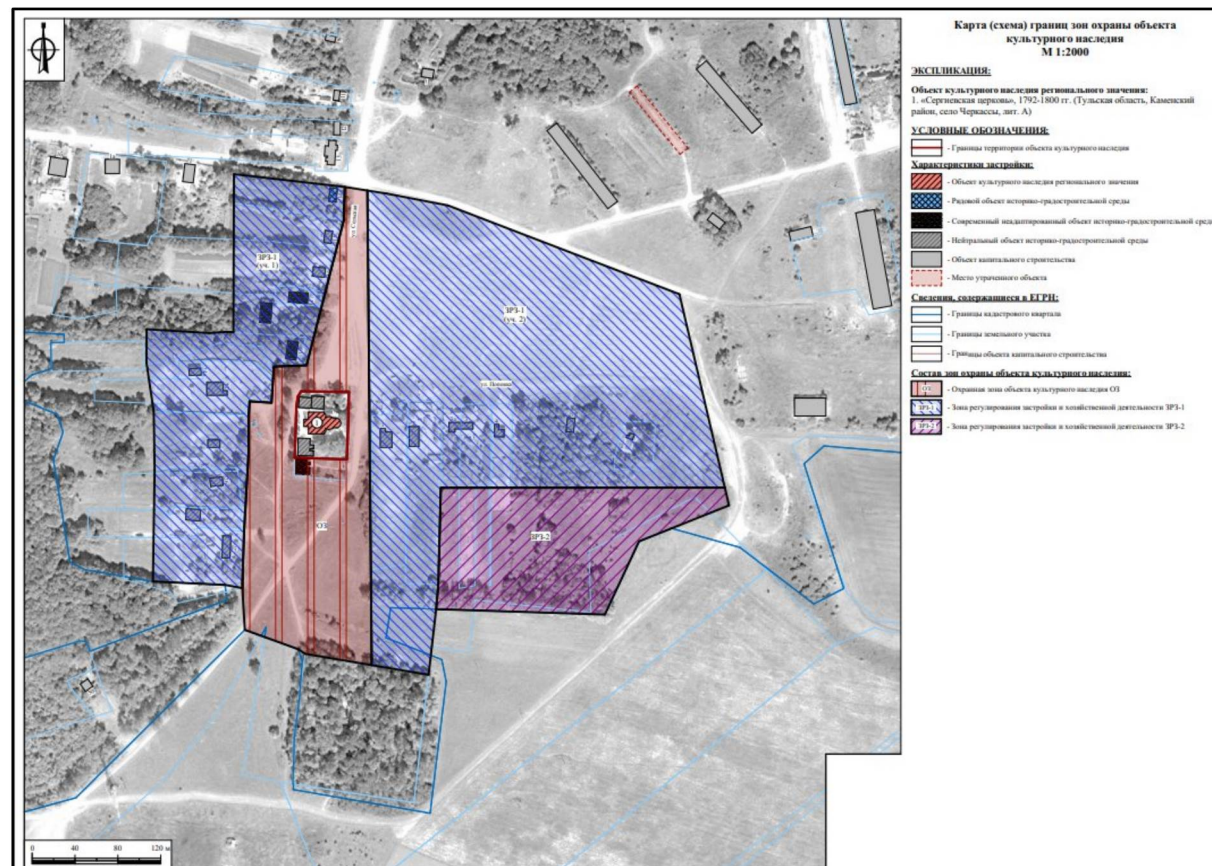 Карта (схема) границ зон охраны объекта
культурного наследия
М 1:2000
ЭКСПЛИКАЦИЯ:
Объект культурного наследия регионального значения:
1. «Сергиевская церковь», 1792-1800 гг. (Тульская область, Каменский
район, село Черкассы, лит. А)
УСЛОВНЫЕ ОБОЗНАЧЕНИЯ:
- Границы территории объекта культурного наследия
Характеристики застройки:
- Объект культурного наследия регионального значения
- Рядовой объект историко-градостроительной среды
- Современный неадаптированный объект историко-градостроительной сред
- Нейтральный объект историко-градостроительной среды
- Объект капитального строительства
- Место утраченного объекта
Сведения, содержащиеся в ЕГРН:
- Границы кадастрового квартала
- Границы земельного участка
- Границы объекта капитального строительства
Состав зон охраны объекта культурного наследия:
ОЗ - Охранная зона объекта культурного наследия ОЗ
ЗРЗ-1 - Зона регулирования застройки и хозяйственной деятельности ЗРЗ-1
ЗРЗ-2 - Зона регулирования застройки и хозяйственной деятельности ЗРЗ-2
ЗРЗ-1
(уч. 1)
ЗРЗ-1
(уч. 2)
1
ОЗ
ЗРЗ-2
0 40 80 120 м